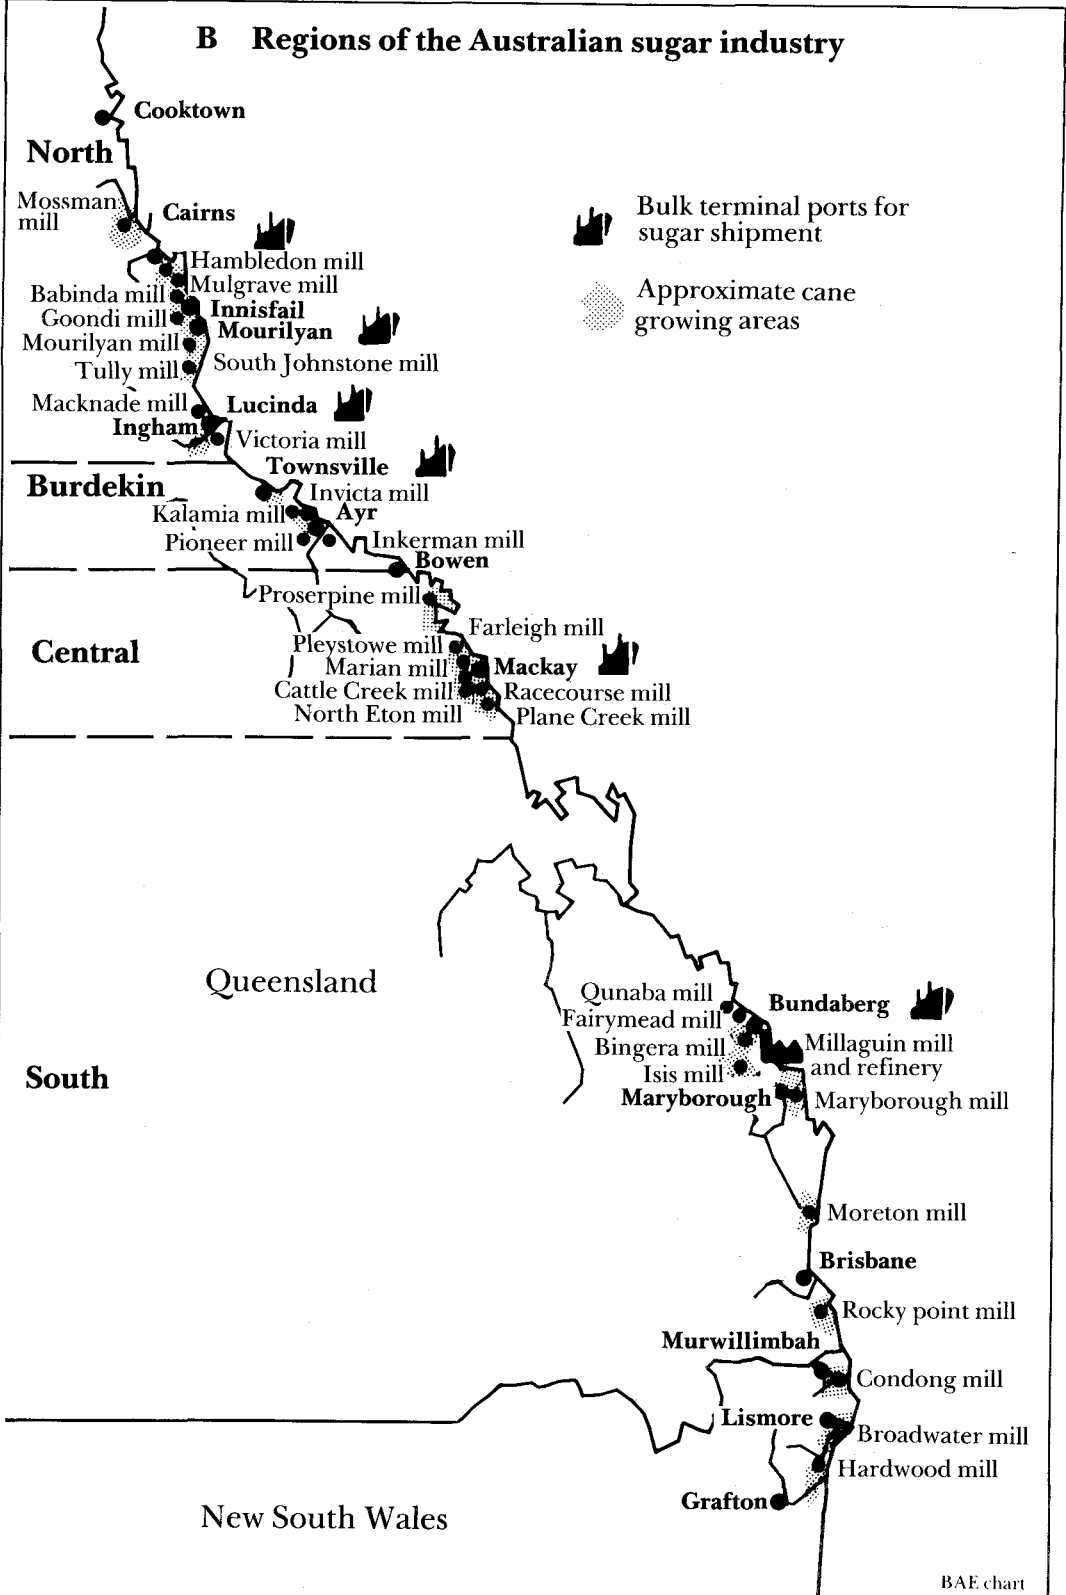 B Regions of the Australian sugar industry
Cooktown
North
Mossman
mill
Cairns
Bulk terminal ports for
sugar shipment
Hambledon mill
Mulgrave mill
Babinda mill
Approximate cane
growing areas
Innisfail
Goondi mill
Mourilyan
Mourilyan mill
South Johnstone mill
Tully mill
Macknade mill
Lucinda
Ingham
Victoria mill
Townsville
Burdekin
Invicta mill
Kalamia mill
Ayr
Pioneer mill
Inkerman mill
Bowen
Proserpine mill
Farleigh mill
Pleystowe mill
Central
Marian mill
Mackay
Cattle Creek mill
Racecourse mill
North Eton mill
Plane Creek mill
Queensland
Qunaba mill
Bundaberg
Fairymead mill
Bingera mill
Millaguin mill
and refinery
Isis mill
South
Maryborough
Maryborough mill
Moreton mill
Brisbane
Rocky point mill
Murwillimbah
Condong mill
Lismore
Broadwater mill
Hardwood mill
Grafton
New South Wales
BAE chart